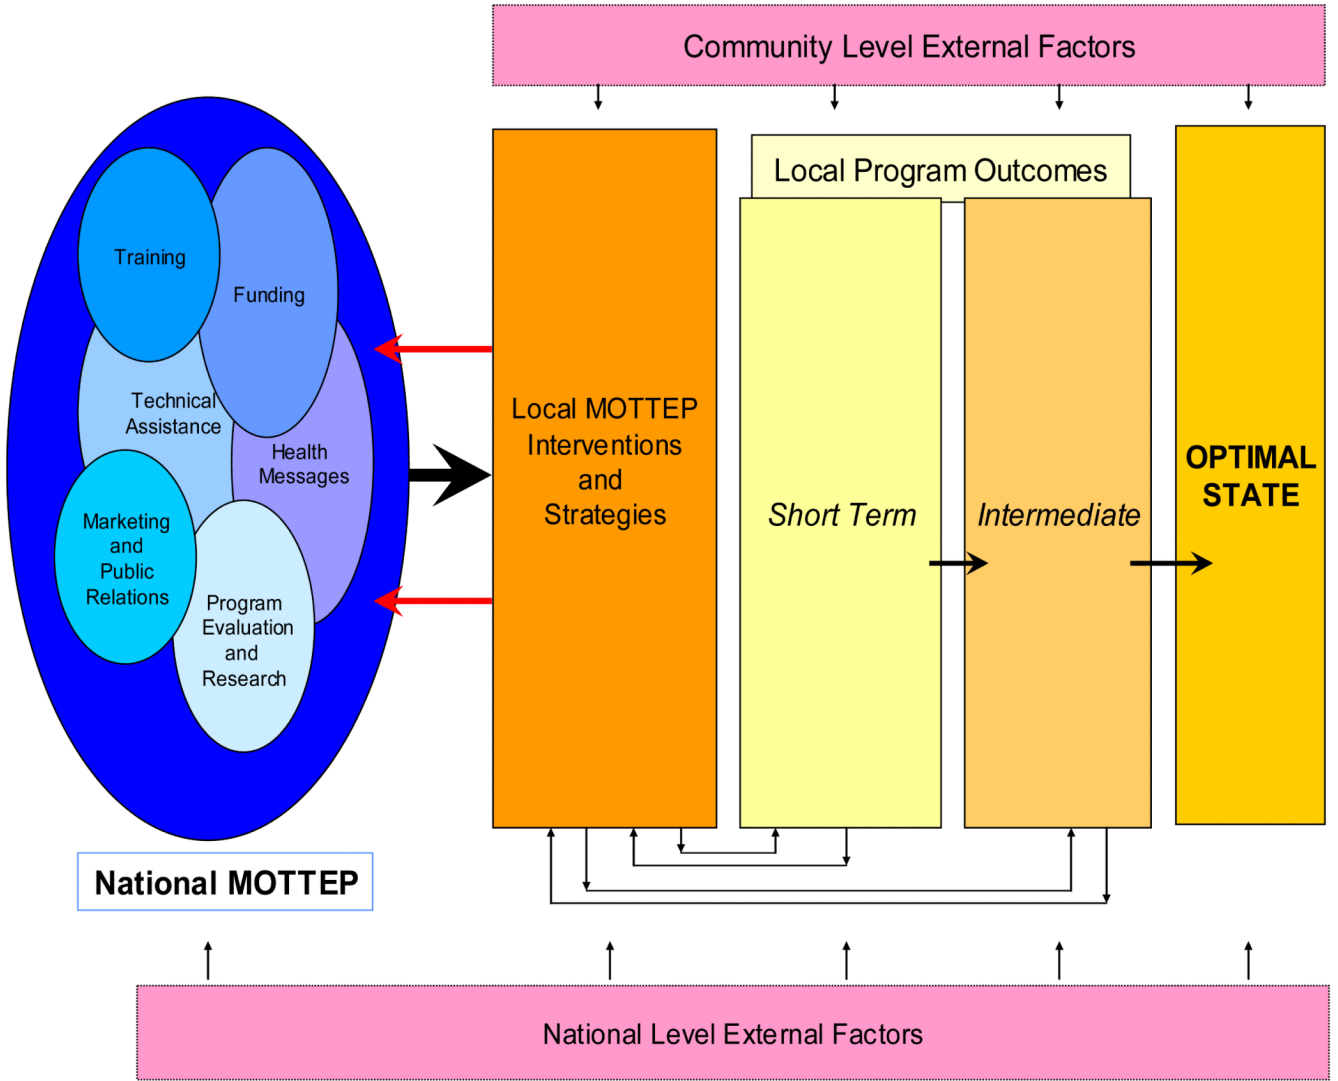 Community Level External Factors
Training
Funding
Technical
Assistance
Health
Messages
Marketing
and
Public
Relations
Program
Evaluation
and
Research
National MOTTEP
Local MOTTEP
Interventions
and
Strategies
Local Program Outcomes
Short Term
Intermediate
OPTIMAL
STATE
National Level External Factors